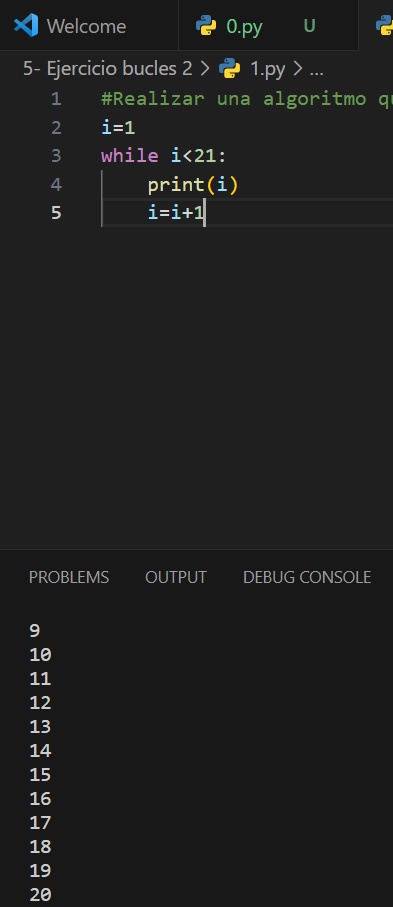 Welcome
0.py U
5- Ejercicio bucles 2 > 1.py > ...
1 #Realizar una algoritmo
2 i=1
3 while i<21:
4 print(i)
5 i=i+1
PROBLEMS OUTPUT DEBUG CONSOLE
9
10
11
12
13
14
15
16
17
18
19
20